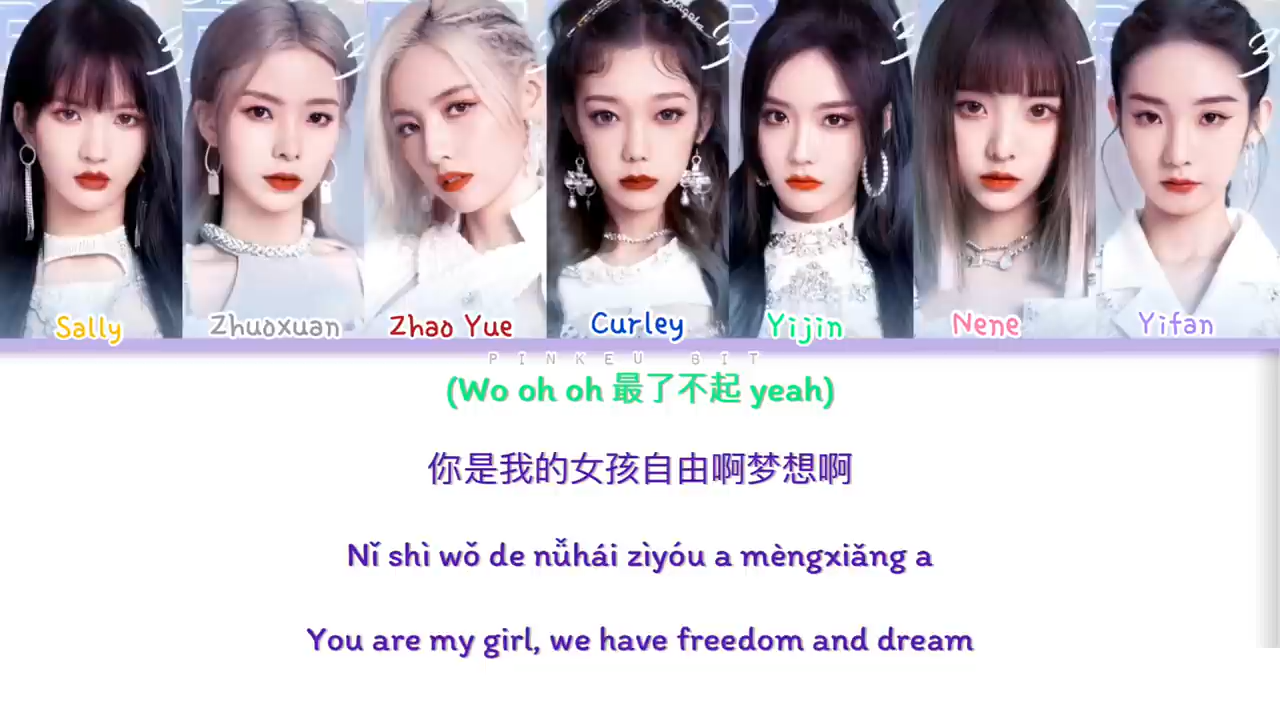 Sally Zhuoxuan Zhao Yue Curley Yijin Nene Yifan
PINKEU BIT
(Wo oh oh 最了不起 yeah)
你是我的女孩自由啊梦想啊
Nǐ shì wǒ de nǚhái zìyóu a mèngxiǎng a
You are my girl, we have freedom and dream